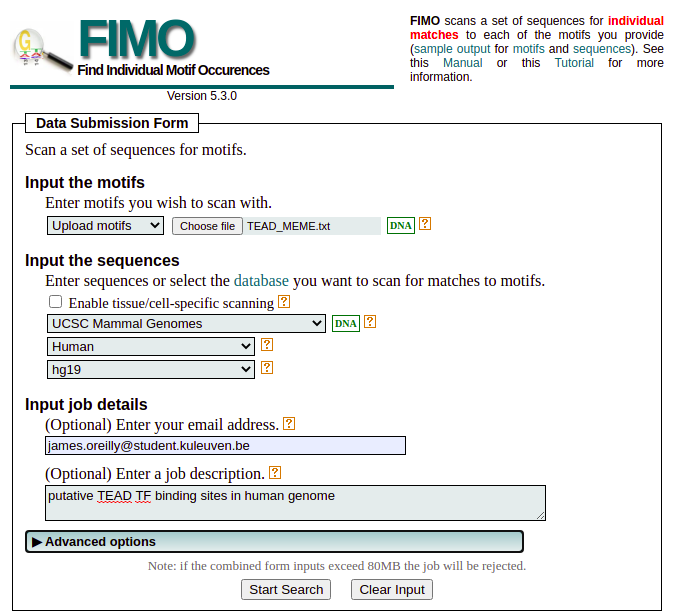 FIMO
Find Individual Motif Occurences
Version 5.3.0
FIMO scans a set of sequences for individual
matches to each of the motifs you provide
(sample output for motifs and sequences). See
this Manual or this Tutorial for more
information.
Data Submission Form
Scan a set of sequences for motifs.
Input the motifs
Enter motifs you wish to scan with.
Upload motifs Choose file TEAD_MEME.txt DNA ?
Input the sequences
Enter sequences or select the database you want to scan for matches to motifs.
Enable tissue/cell-specific scanning ?
UCSC Mammal Genomes DNA ?
Human ?
hg19 ?
Input job details
(Optional) Enter your email address. ?
james.oreilly@student.kuleuven.be
(Optional) Enter a job description. ?
putative TEAD TF binding sites in human genome
▶ Advanced options
Note: if the combined form inputs exceed 80MB the job will be rejected.
Start Search Clear Input